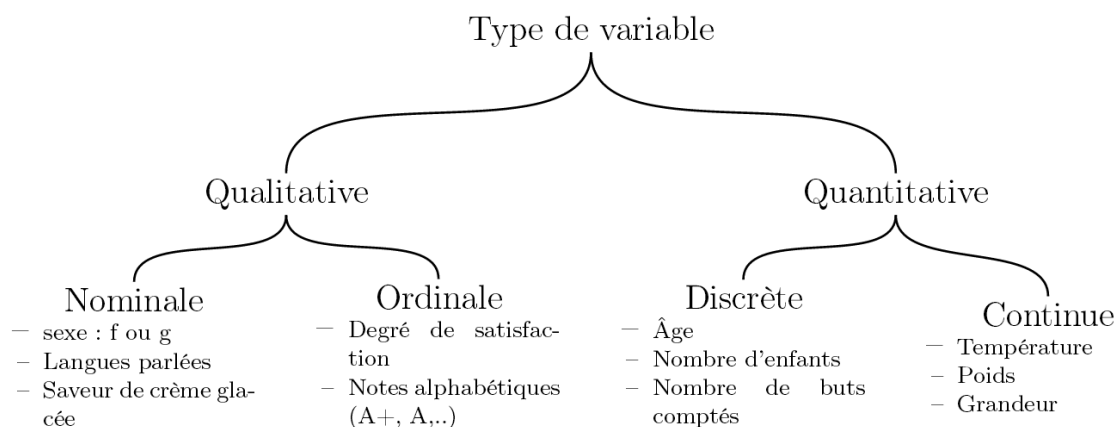 Type de variable
Qualitative
Quantitative
Nominale
– sexe : f ou g
– Langues parlées
– Saveur de crème gla-
cée
Ordinale
– Degré de satisfac-
tion
– Notes alphabétiques
(A+, A,..)
Discrète
– Âge
– Nombre d'enfants
– Nombre de buts
comptés
Continue
– Température
– Poids
– Grandeur